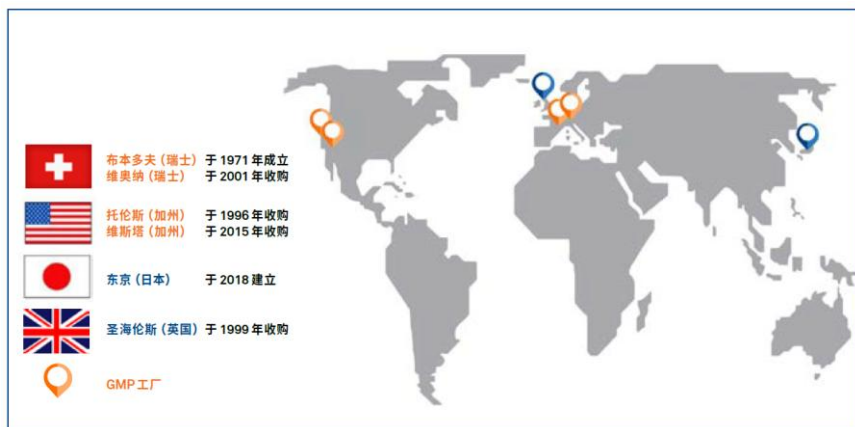 布本多夫（瑞士） 于 1971 年成立
维奥纳（瑞士） 于 2001 年收购
托伦斯（加州） 于 1996 年收购
维斯塔（加州） 于 2015 年收购
东京（日本） 于 2018 建立
圣海伦斯（英国） 于 1999 年收购
GMP 工厂